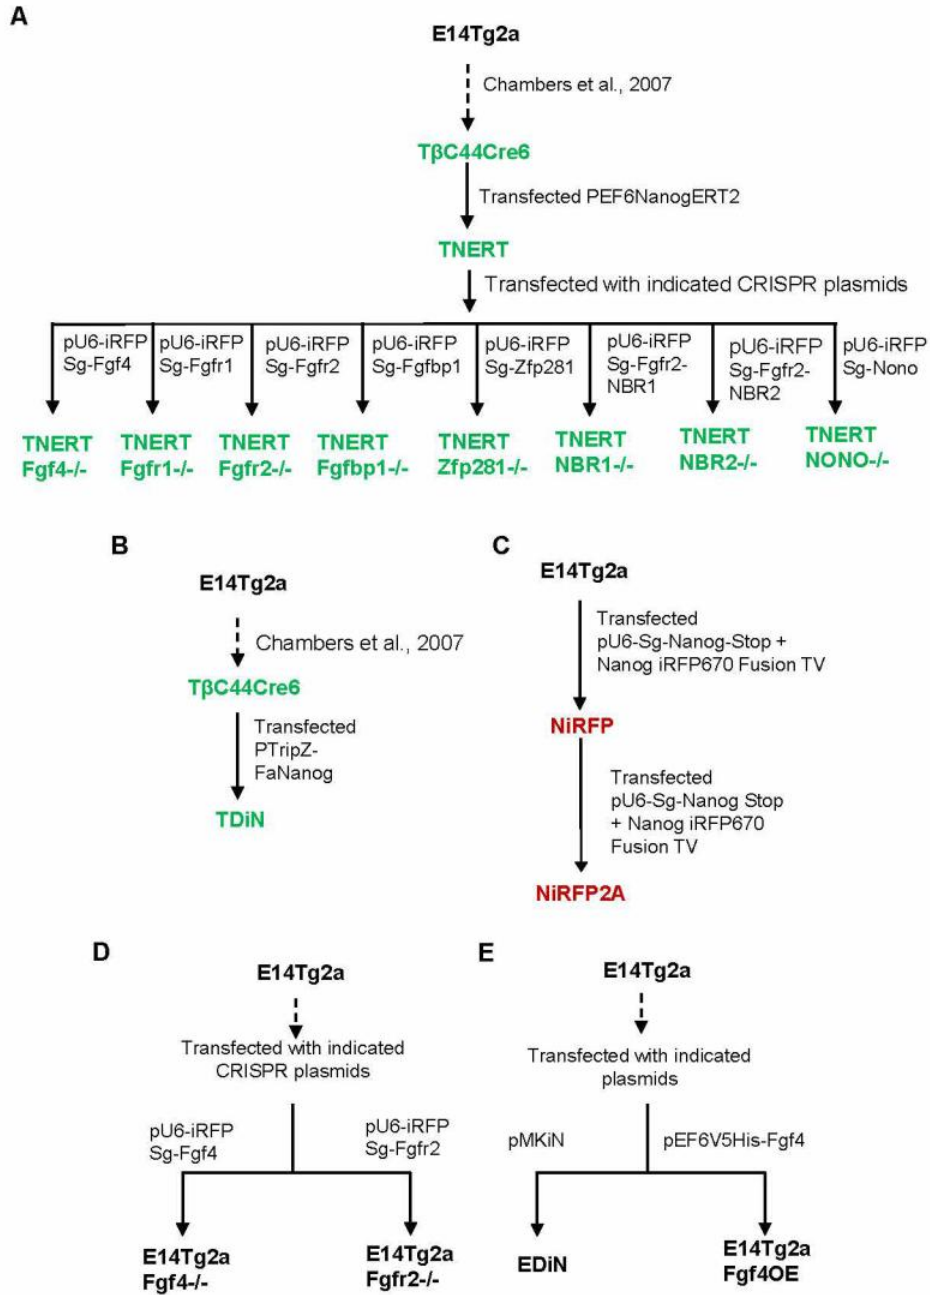 A
E14Tg2a
Chambers et al., 2007
TβC44Cre6
Transfected PEF6NanogERT2
TNERT
Transfected with indicated CRISPR plasmids
pU6-iRFP
Sg-Fgf4
pU6-iRFP
Sg-Fgfr1
pU6-iRFP
Sg-Fgfr2
pU6-iRFP
Sg-Fgfbp1
pU6-iRFP
Sg-Zfp281
pU6-iRFP
Sg-Fgfr2-
NBR1
pU6-iRFP
Sg-Fgfr2-
NBR2
pU6-iRFP
Sg-Nono
TNERT
Fgf4-/-
TNERT
Fgfr1-/-
TNERT
Fgfr2-/-
TNERT
Fgfbp1-/-
TNERT
Zfp281-/-
TNERT
NBR1-/-
TNERT
NBR2-/-
TNERT
NONO-/-
B
E14Tg2a
Chambers et al., 2007
TβC44Cre6
Transfected
PTripZ-
FaNanog
TDiN
C
E14Tg2a
Transfected
pU6-Sg-Nanog-Stop +
Nanog iRFP670 Fusion TV
NiRFP
Transfected
pU6-Sg-Nanog Stop
+ Nanog iRFP670
Fusion TV
NiRFP2A
D
E14Tg2a
Transfected with indicated
CRISPR plasmids
pU6-iRFP
Sg-Fgf4
pU6-iRFP
Sg-Fgfr2
E14Tg2a
Fgf4-/-
E14Tg2a
Fgfr2-/-
E
E14Tg2a
Transfected with indicated
plasmids
pMKiN
pEF6V5His-Fgf4
EDiN
E14Tg2a
Fgf4OE